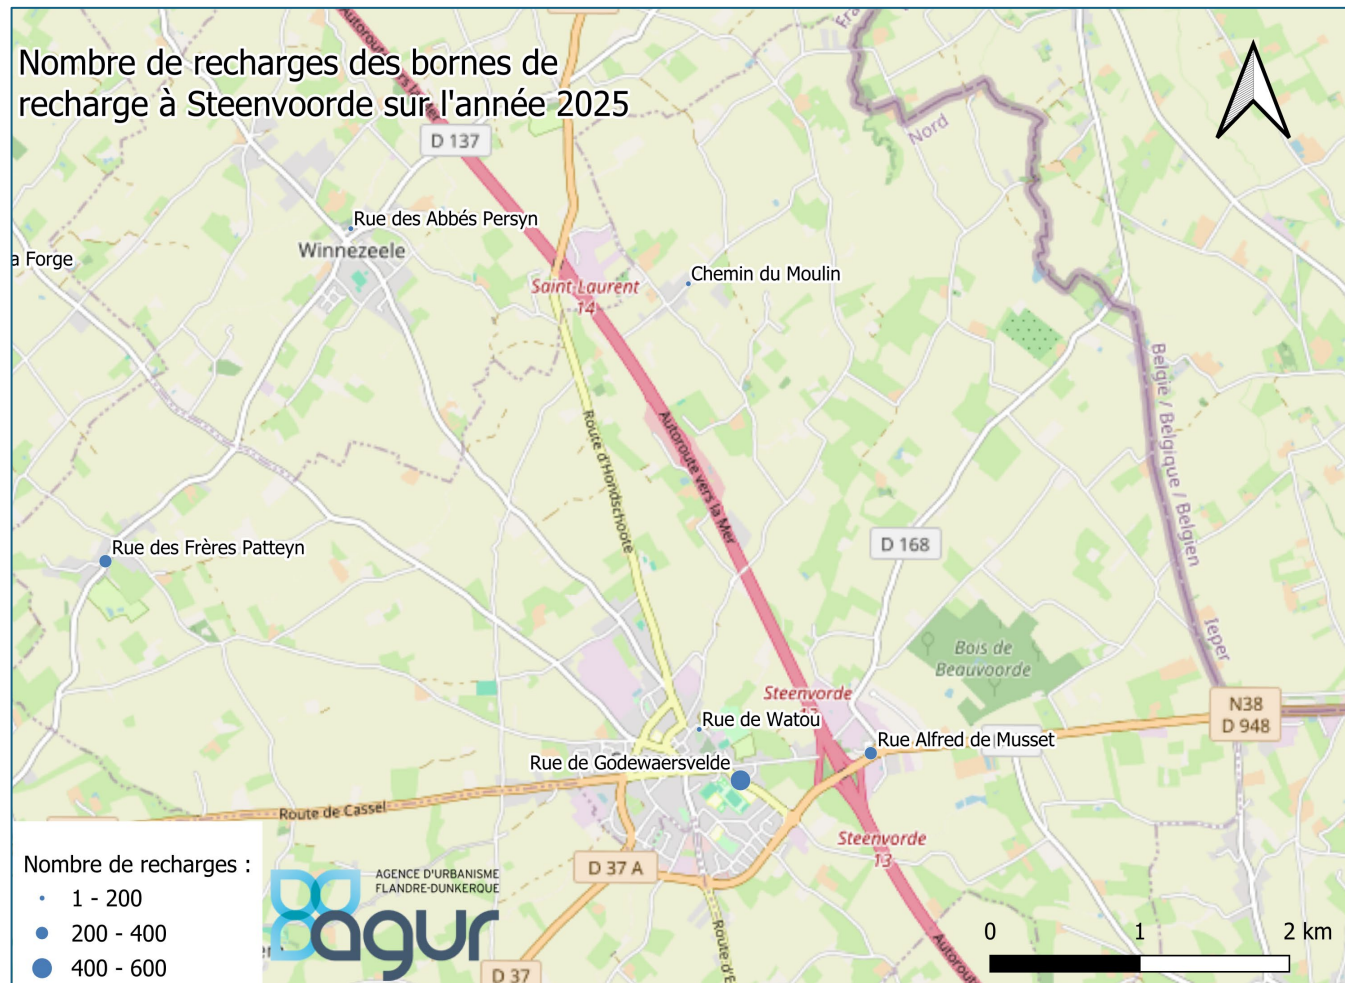 Nombre de recharges des bornes de
recharge à Steenvoorde sur l'année 2025
D 137
Nord
Rue des Abbés Persyn
Winnezeele
a Forge
Chemin du Moulin
Saint-Laurent
14
Belgie / Belgique / Belgien
Route d'Hondschoote
Autoroute vers la Mer
D 168
Rue des Frères Patteyn
Ieper
Bois de
Beauvoorde
Steenvorde
N38
D 948
Rue de Watou
Rue Alfred de Musset
Rue de Godewaersvelde
Route de Cassel
Steenvorde
13
D 37 A
Route d'E
Autorout
D 37
Nombre de recharges :
1 - 200
200 - 400
400 - 600
AGENCE D'URBANISME
FLANDRE-DUNKERQUE
agur
0 1 2 km